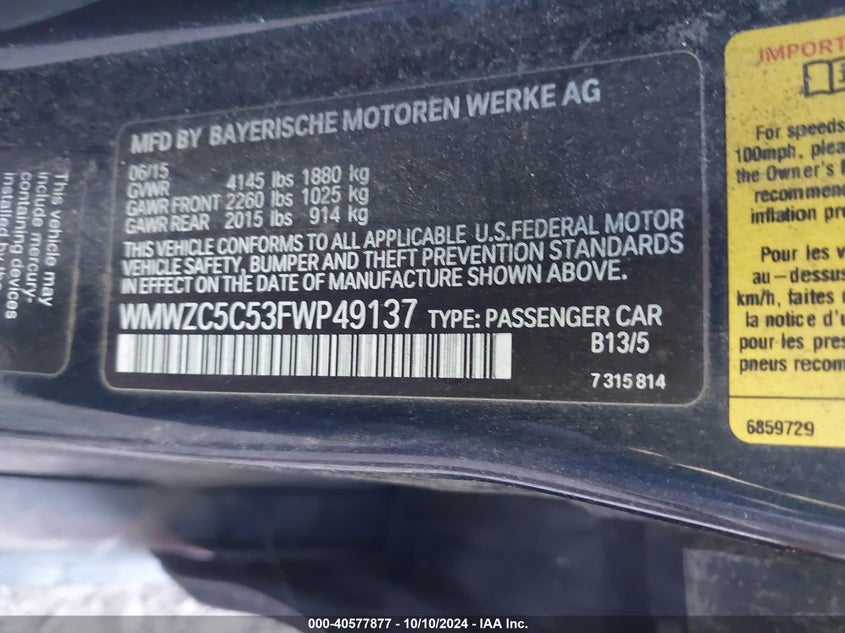 This vehicle may
include mercury-
containing devices
installed by the
MFD BY BAYERISCHE MOTOREN WERKE AG
06/15
GVWR 4145 lbs 1880 kg
GAWR FRONT 2260 lbs 1025 kg
GAWR REAR 2015 lbs 914 kg
THIS VEHICLE CONFORMS TO ALL APPLICABLE U.S.FEDERAL MOTOR
VEHICLE SAFETY, BUMPER AND THEFT PREVENTION STANDARDS
IN EFFECT ON THE DATE OF MANUFACTURE SHOWN ABOVE.
WMWZC5C53FWP49137 TYPE: PASSENGER CAR
B13/5
7 315 814
IMPORT
For speeds
100mph, plea
the Owner's
recommen
inflation pr
Pour les v
au-dessus
km/h, faites
la notice d'u
pour les pres
pneus recom
6859729
000-40577877 - 10/10/2024 - IAA, Inc.